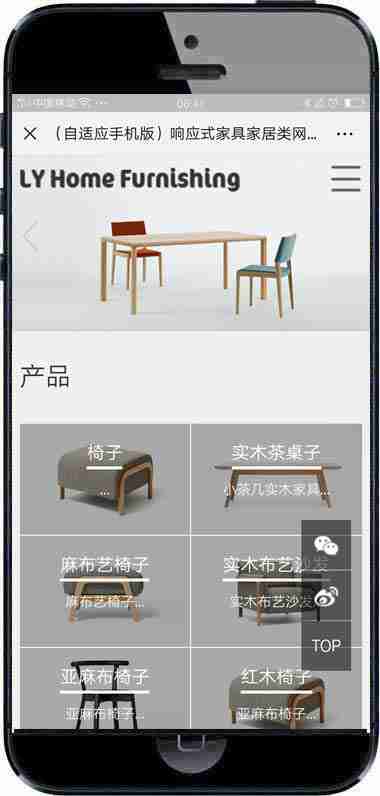 中国移动
08:41
（自适应手机版）响应式家具家居类网...
LY Home Furnishing
产品
椅子
...
实木茶桌子
小茶几实木家具...
麻布艺椅子
麻布艺椅子...
实木布艺沙发
实木布艺沙发...
TOP
亚麻布椅子
亚麻布椅子...
红木椅子
亚麻布椅子...